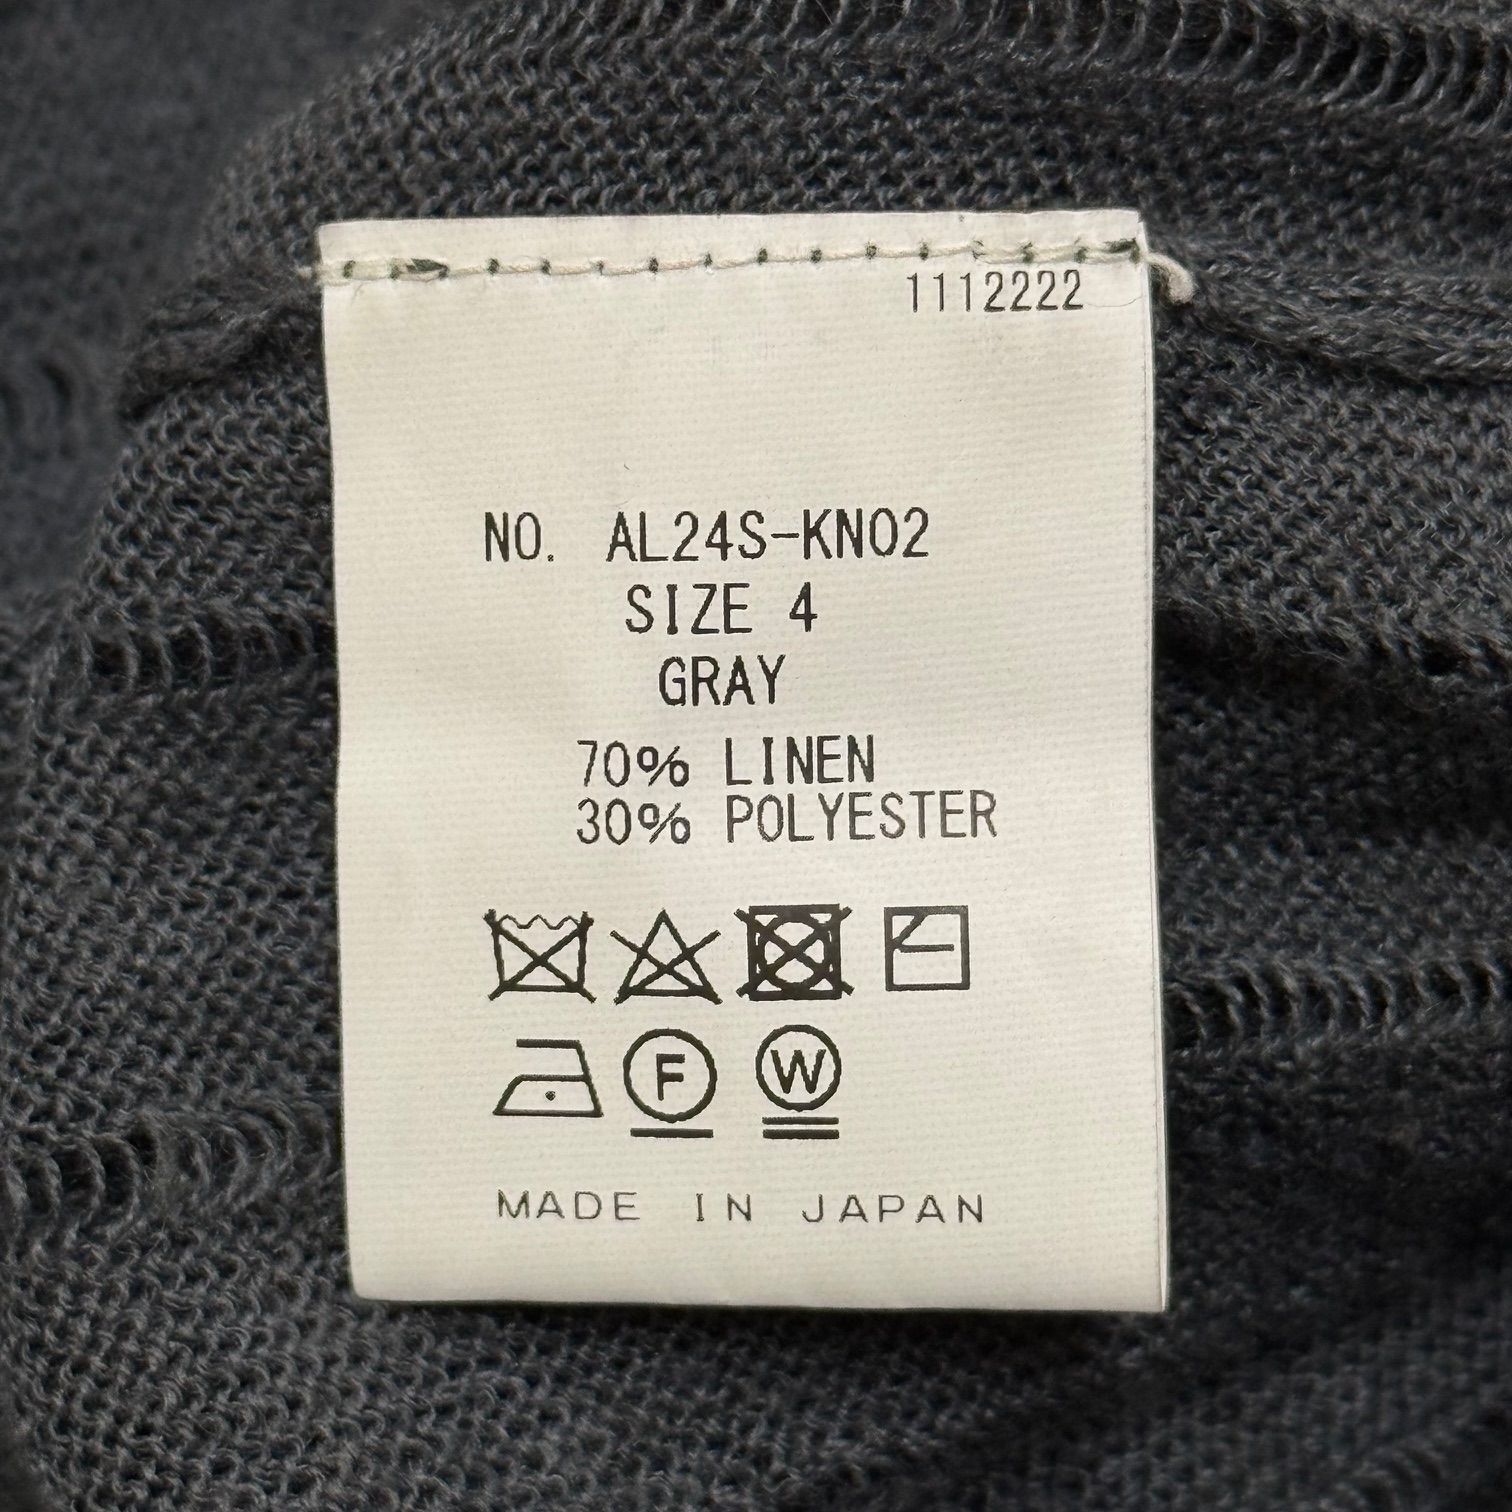 1112222
NO. AL24S-KN02
SIZE 4
GRAY
70% LINEN
30% POLYESTER
F W
MADE IN JAPAN